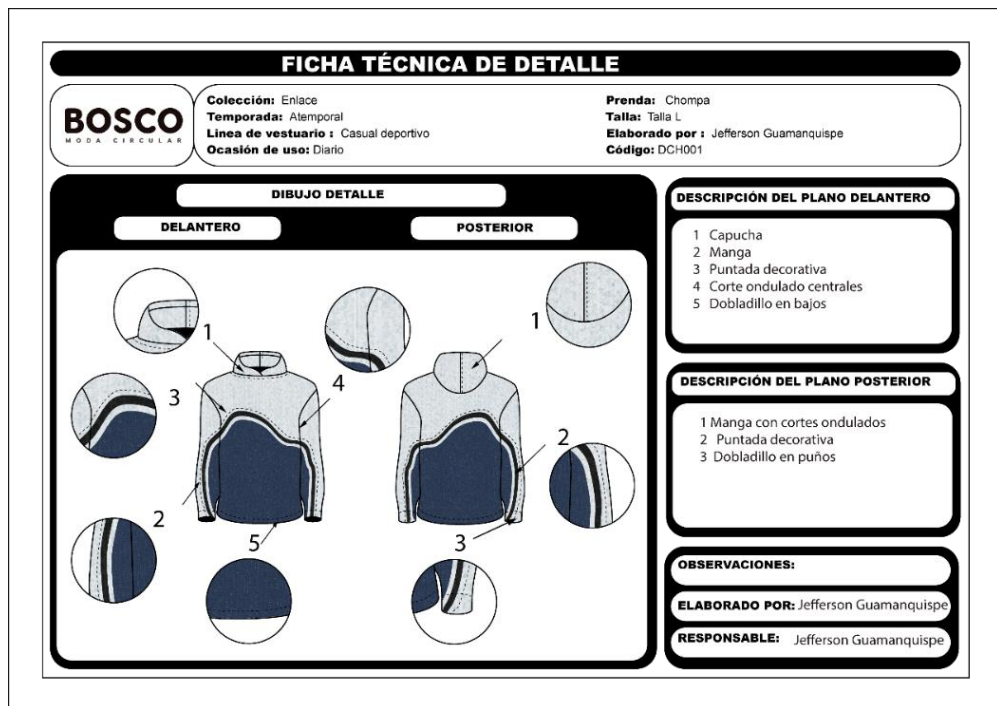 FICHA TÉCNICA DE DETALLE
BOSCO
MODA CIRCULAR
Colección: Enlace
Temporada: Atemporal
Linea de vestuario : Casual deportivo
Ocasión de uso: Diario
Prenda: Chompa
Talla: Talla L
Elaborado por : Jefferson Guamanquispe
Código: DCH001
DIBUJO DETALLE
DELANTERO
POSTERIOR
1
3
4
2
5
1
2
3
DESCRIPCIÓN DEL PLANO DELANTERO
1 Capucha
2 Manga
3 Puntada decorativa
4 Corte ondulado centrales
5 Dobladillo en bajos
DESCRIPCIÓN DEL PLANO POSTERIOR
1 Manga con cortes ondulados
2 Puntada decorativa
3 Dobladillo en puños
OBSERVACIONES:
ELABORADO POR: Jefferson Guamanquispe
RESPONSABLE: Jefferson Guamanquispe